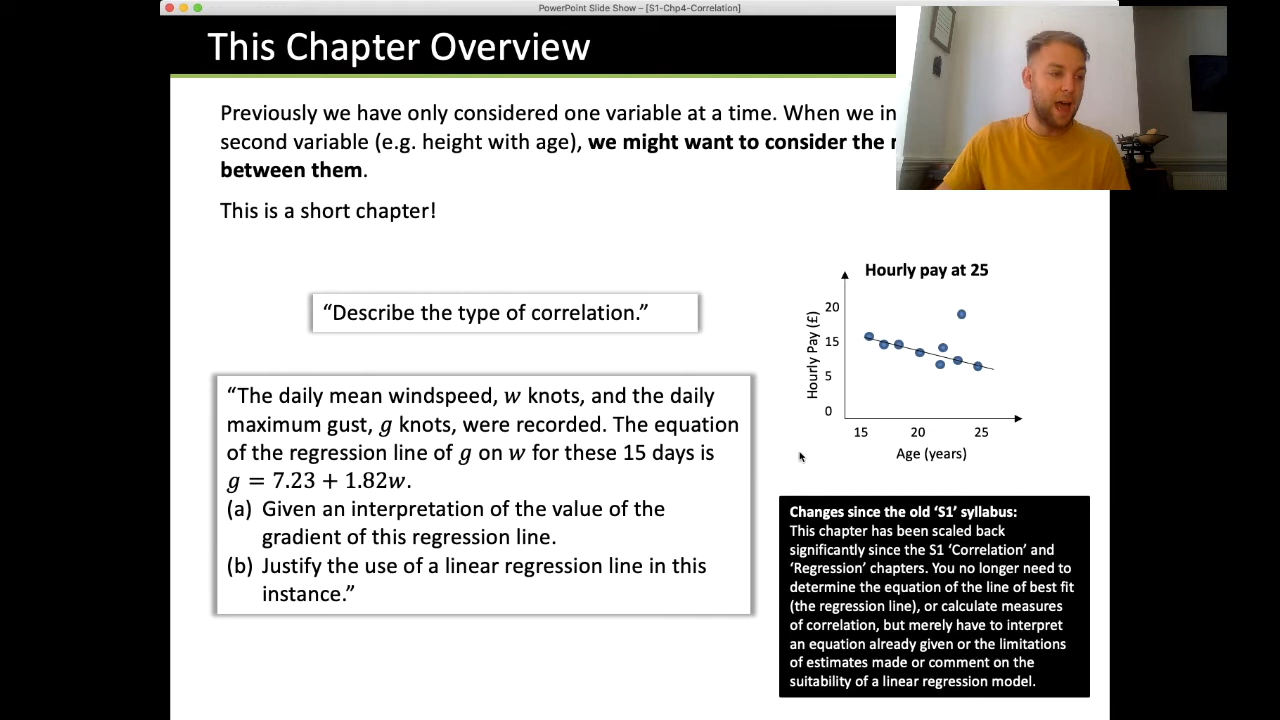 PowerPoint Slide Show – [S1-Chp4-Correlation]
This Chapter Overview
Previously we have only considered one variable at a time. When we in
second variable (e.g. height with age), we might want to consider the
between them.
This is a short chapter!
“Describe the type of correlation.”
“The daily mean windspeed, w knots, and the daily
maximum gust, g knots, were recorded. The equation
of the regression line of g on w for these 15 days is
g = 7.23 + 1.82w.
(a) Given an interpretation of the value of the
gradient of this regression line.
(b) Justify the use of a linear regression line in this
instance.”
Hourly pay at 25
Hourly Pay (£)
20
15
5
0
15 20 25
Age (years)
Changes since the old ‘S1’ syllabus:
This chapter has been scaled back
significantly since the S1 ‘Correlation’ and
‘Regression’ chapters. You no longer need to
determine the equation of the line of best fit
(the regression line), or calculate measures
of correlation, but merely have to interpret
an equation already given or the limitations
of estimates made or comment on the
suitability of a linear regression model.